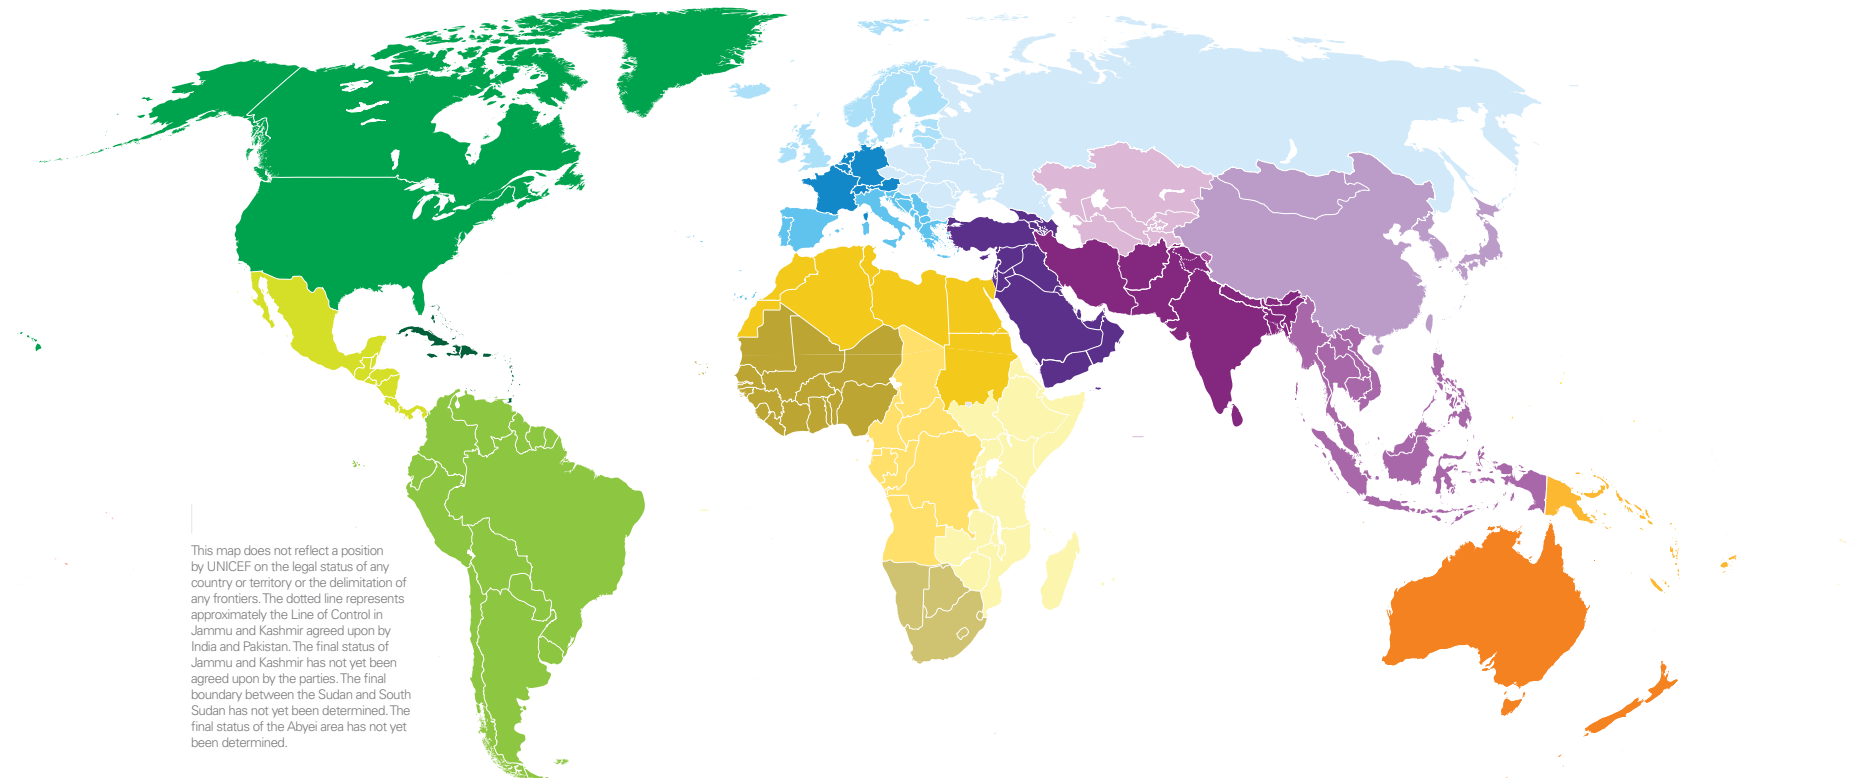 This map does not reflect a position
by UNICEF on the legal status of any
country or territory or the delimitation of
any frontiers. The dotted line represents
approximately the Line of Control in
Jammu and Kashmir agreed upon by
India and Pakistan. The final status of
Jammu and Kashmir has not yet been
agreed upon by the parties. The final
boundary between the Sudan and South
Sudan has not yet been determined. The
final status of the Abyei area has not yet
been determined.